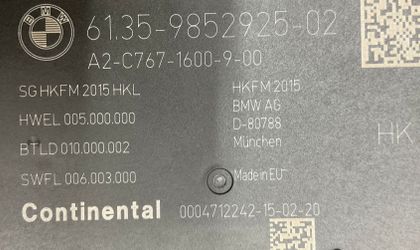 BMW
61.35-9852925-02
A2-C767-1600-9-00
SG HKFM 2015 HKL
HWEL 005.000.000
BTLD 010.000.002
SWFL 006.003.000
HKFM 2015
BMW AG
D-80788
München
Made in EU
HK
Continental 0004712242-15-02-20